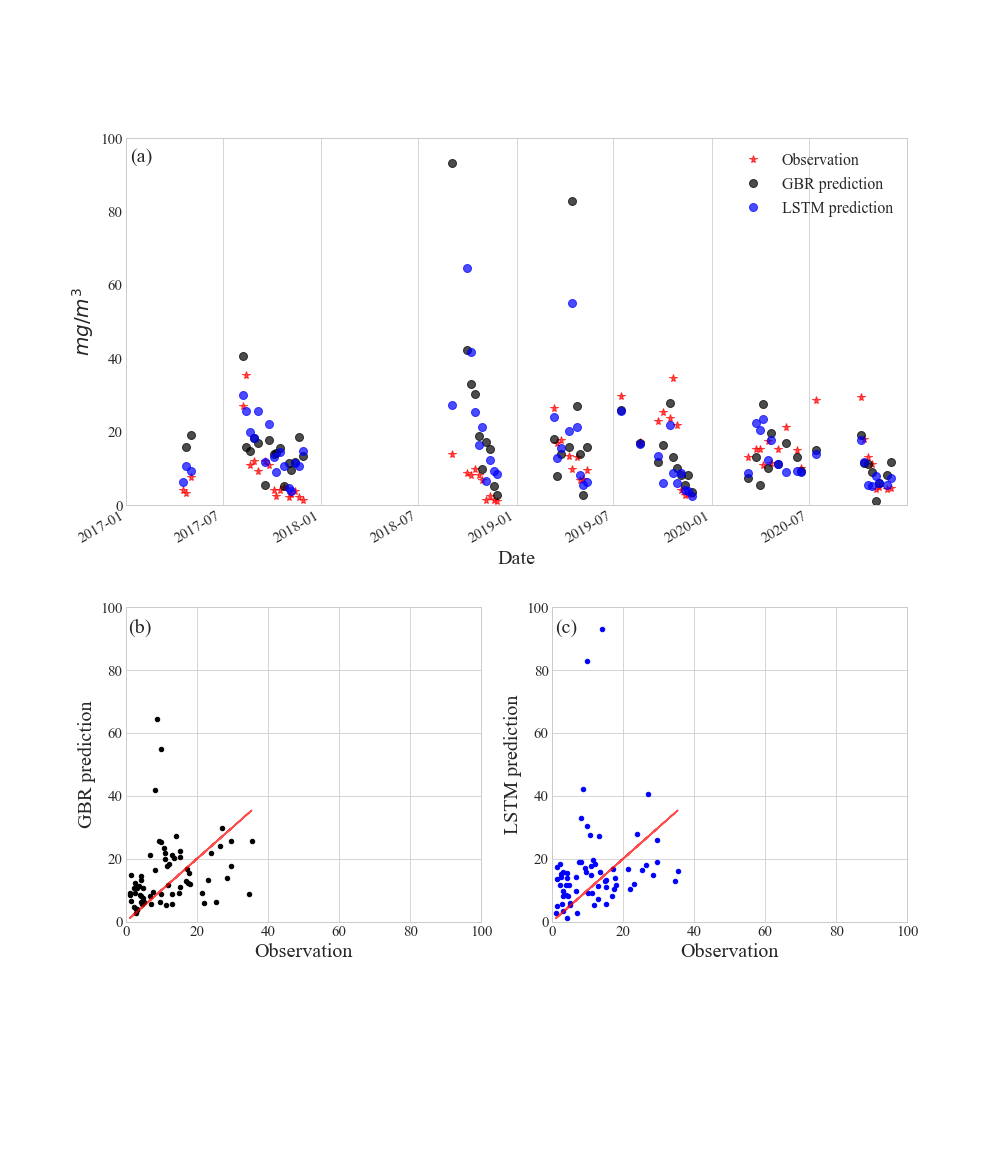 (a)
100
80
60
40
20
0
mg/m³
Observation
GBR prediction
LSTM prediction
2017-01
2017-07
2018-01
2018-07
2019-01
2019-07
2020-01
2020-07
Date
(b)
100
80
60
40
20
0
GBR prediction
0 20 40 60 80 100
Observation
(c)
100
80
60
40
20
0
LSTM prediction
0 20 40 60 80 100
Observation